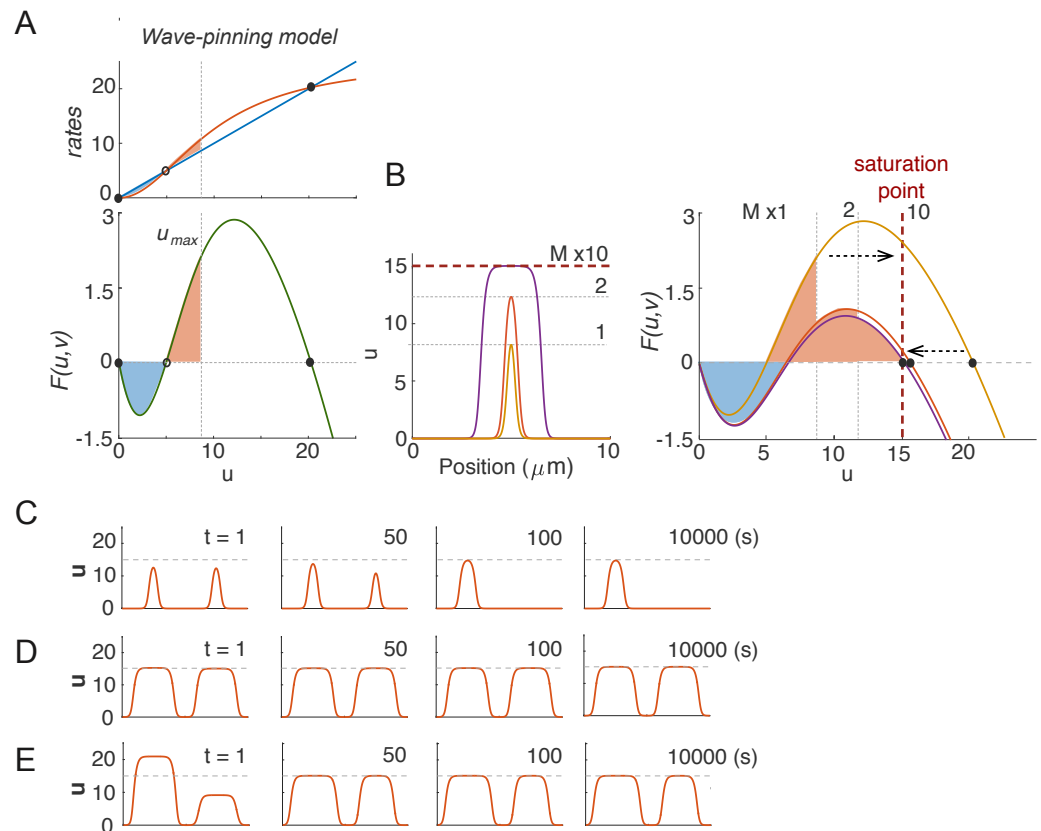 A
Wave-pinning model
rates
20
10
0
3
1.5
0
-1.5
F(u,v)
u_max
0
10
20
u
B
M x10
2
1
15
10
5
0
u
0
10
Position (μm)
saturation
point
M x1
2
10
3
1.5
0
-1.5
F(u,v)
0
5
10
15
20
u
C
u
20
0
t = 1
50
100
10000 (s)
D
u
20
10
0
t = 1
50
100
10000 (s)
E
u
20
10
0
t = 1
50
100
10000 (s)